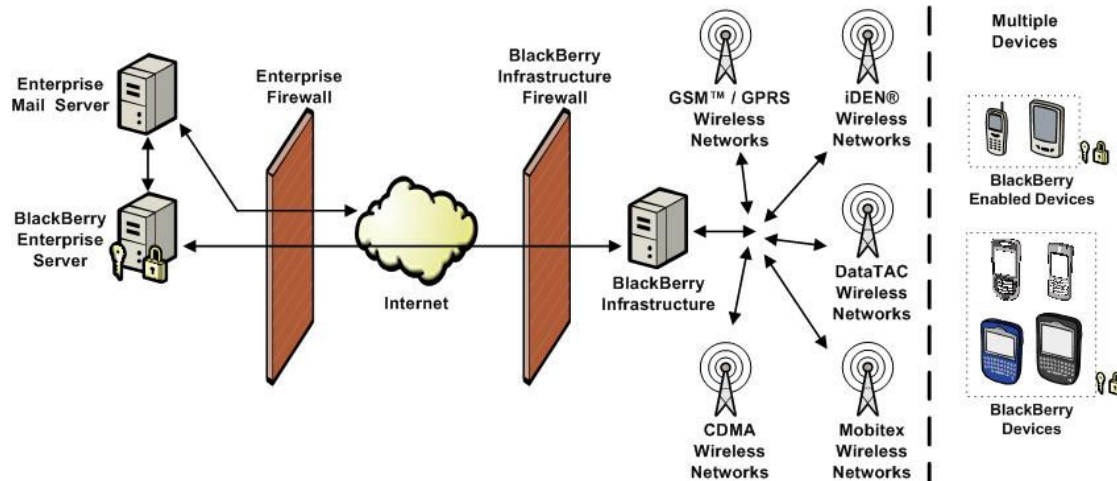 Enterprise
Mail Server
BlackBerry
Enterprise
Server
Enterprise
Firewall
Internet
BlackBerry
Infrastructure
Firewall
BlackBerry
Infrastructure
GSM™ / GPRS
Wireless
Networks
iDEN®
Wireless
Networks
DataTAC
Wireless
Networks
CDMA
Wireless
Networks
Mobitex
Wireless
Networks
Multiple
Devices
BlackBerry
Enabled Devices
BlackBerry
Devices